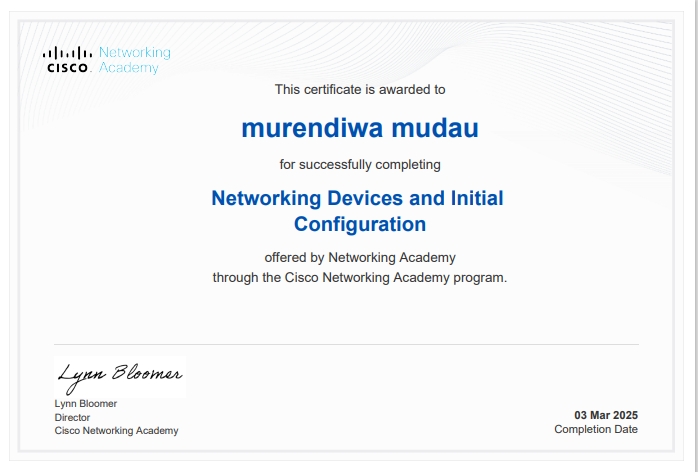 Networking
CISCO. Academy
This certificate is awarded to
murendiwa mudau
for successfully completing
Networking Devices and Initial
Configuration
offered by Networking Academy
through the Cisco Networking Academy program.
Lynn Bloomer
Lynn Bloomer
Director
Cisco Networking Academy
03 Mar 2025
Completion Date